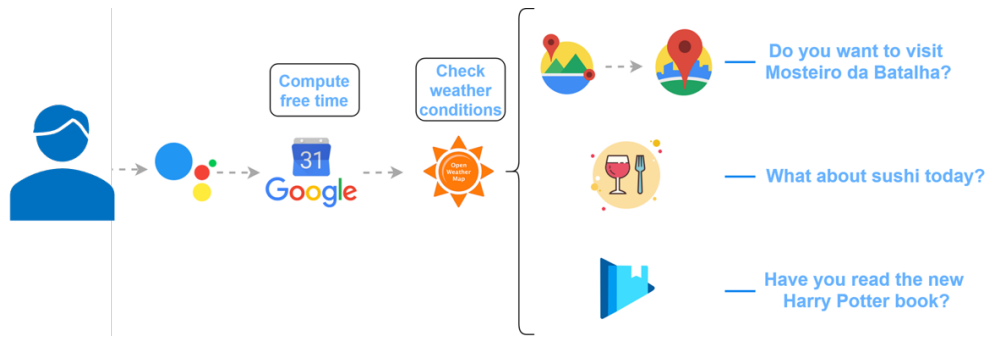 Compute
free time
31
Google
Check
weather
conditions
Open
Weather
Map
Do you want to visit
Mosteiro da Batalha?
What about sushi today?
Have you read the new
Harry Potter book?